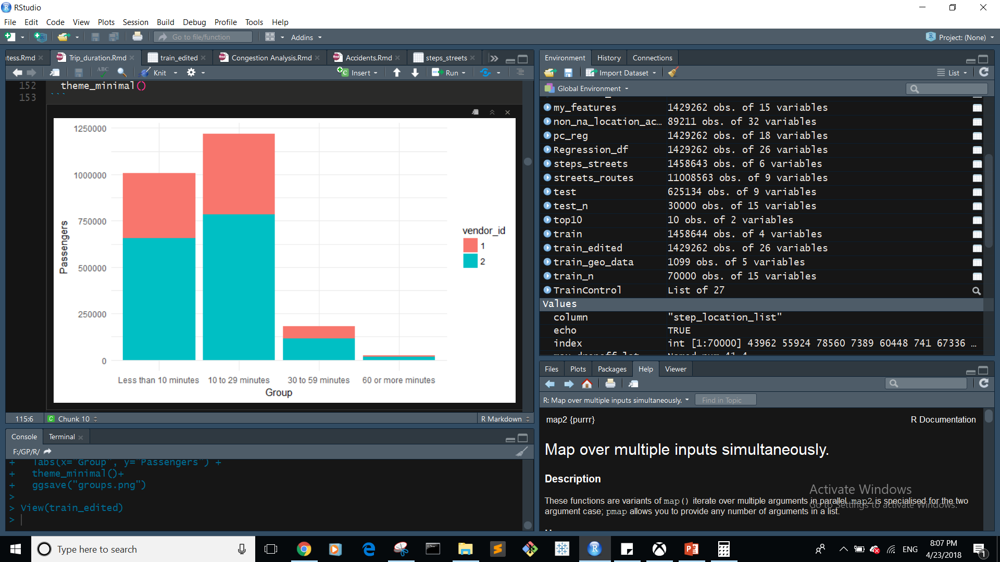 RStudio
File Edit Code View Plots Session Build Debug Profile Tools Help
Go to file/function Addins Project: (None)
tess.Rmd Trip_duration.Rmd train_edited Congestion Analysis.Rmd Accidents.Rmd steps_streets
ABC Knit Insert Run
152 theme_minimal()
153 ```
1250000
1000000
750000
500000
250000
0
Passengers
Less than 10 minutes 10 to 29 minutes 30 to 59 minutes 60 or more minutes
Group
vendor_id
1
2
115:6 Chunk 10 R Markdown
Console Terminal
F:/GP/R/
+ labs(x="Group", y="Passengers") +
+ theme_minimal()+
+ ggsave("groups.png")
>
> View(train_edited)
>
Environment History Connections
Import Dataset List
Global Environment
my_features 1429262 obs. of 15 variables
non_na_location_ac… 89211 obs. of 32 variables
pc_reg 1429262 obs. of 18 variables
Regression_df 1429262 obs. of 26 variables
steps_streets 1458643 obs. of 6 variables
streets_routes 11008563 obs. of 9 variables
test 625134 obs. of 9 variables
test_n 30000 obs. of 15 variables
top10 10 obs. of 2 variables
train 1458644 obs. of 4 variables
train_edited 1429262 obs. of 26 variables
train_geo_data 1099 obs. of 5 variables
train_n 70000 obs. of 15 variables
TrainControl List of 27
Values
column "step_location_list"
echo TRUE
index int [1:70000] 43962 55924 78560 7389 60448 741 67336 …
Files Plots Packages Help Viewer
R: Map over multiple inputs simultaneously. Find in Topic
map2 {purrr} R Documentation
Map over multiple inputs simultaneously.
Description
These functions are variants of map() iterate over multiple arguments in parallel. map2 is specialised for the two
argument case; pmap allows you to provide any number of arguments in a list.
Activate Windows
Go to Settings to activate Windows.
Type here to search
ENG
8:07 PM
4/23/2018
1